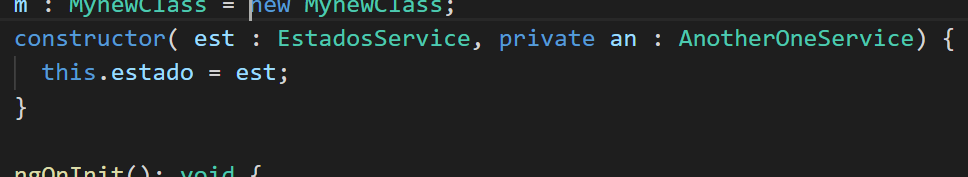 m : MynewClass = new MynewClass;
constructor( est : EstadosService, private an : AnotherOneService) {
this.estado = est;
}
ngOnInit(): void {